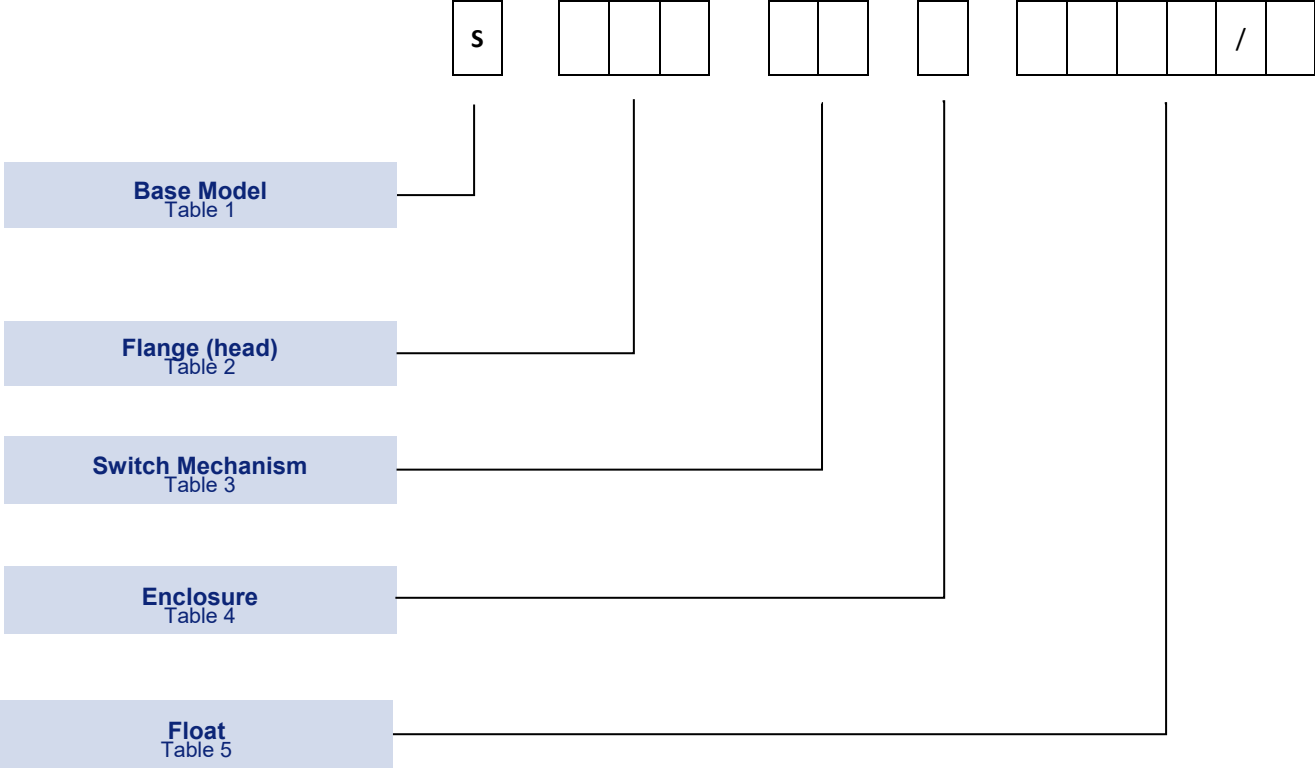 S
/
Base Model
Table 1
Flange (head)
Table 2
Switch Mechanism
Table 3
Enclosure
Table 4
Float
Table 5